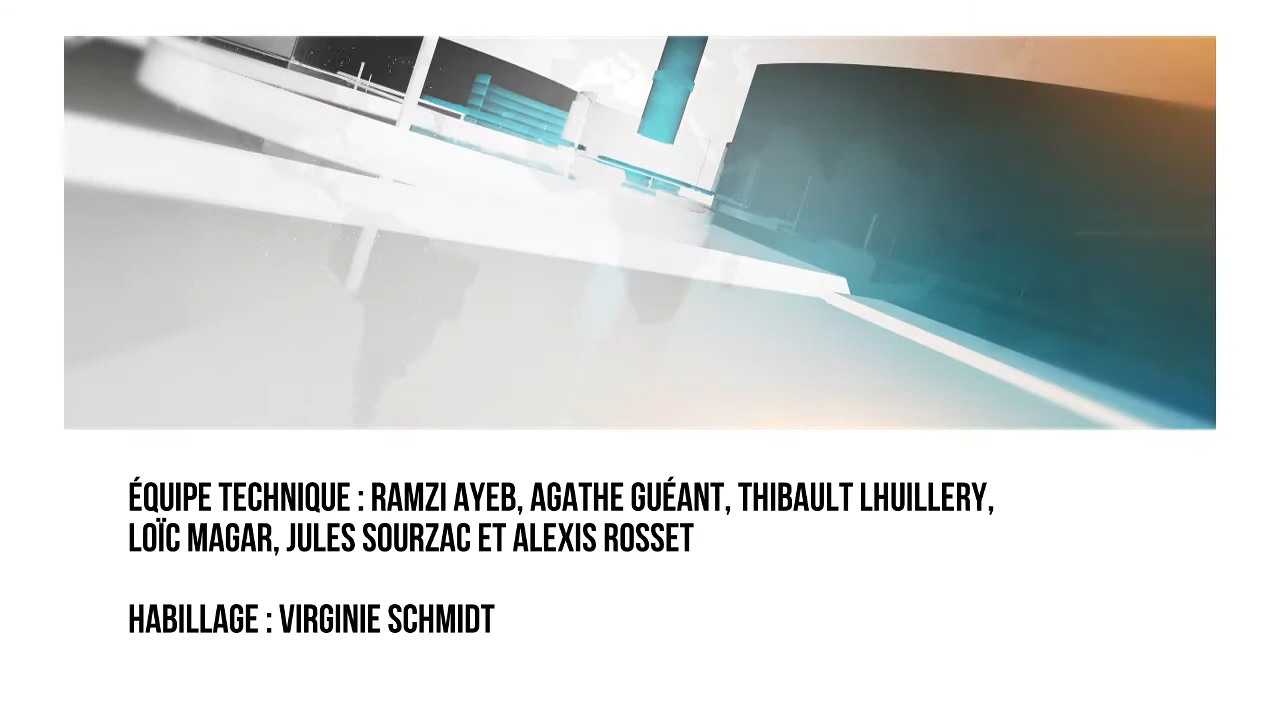 ÉQUIPE TECHNIQUE : RAMZI AYEB, AGATHE GUÉANT, THIBAULT LHUILLERY,
LOÏC MAGAR, JULES SOURZAC ET ALEXIS ROSSET
HABILLAGE : VIRGINIE SCHMIDT